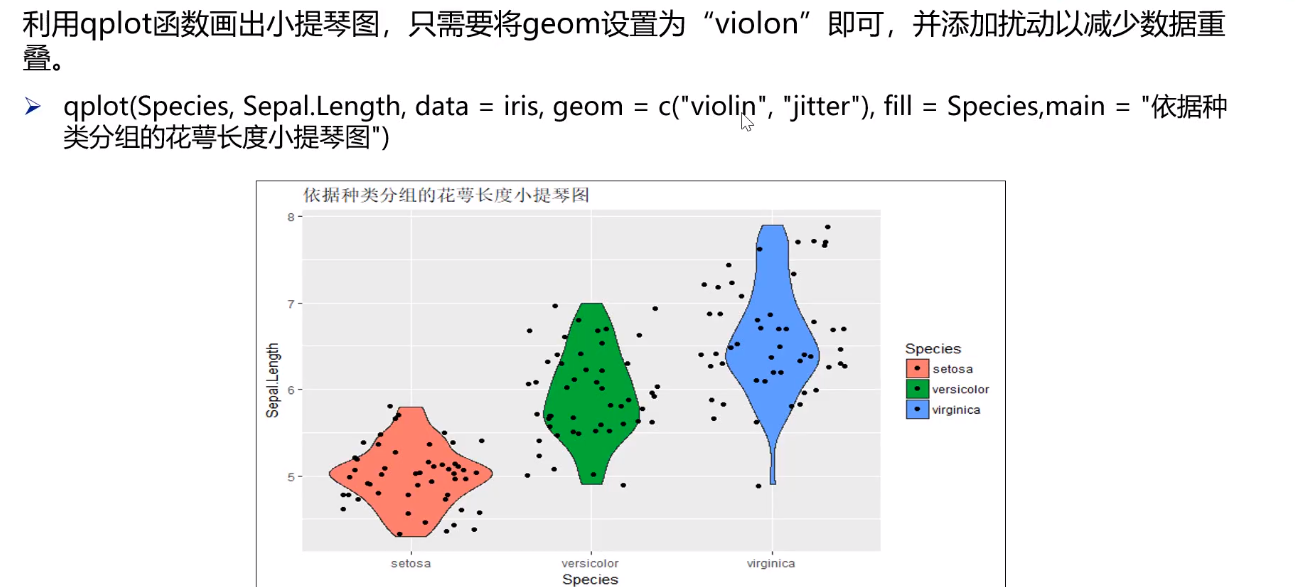 利用qplot函数画出小提琴图，只需要将geom设置为“violon”即可，并添加扰动以减少数据重
叠。
qplot(Species, Sepal.Length, data = iris, geom = c("violin", "jitter"), fill = Species,main = "依据种
类分组的花萼长度小提琴图")
依据种类分组的花萼长度小提琴图
8
7
6
5
Sepal.Length
setosa versicolor virginica
Species
Species
setosa
versicolor
virginica